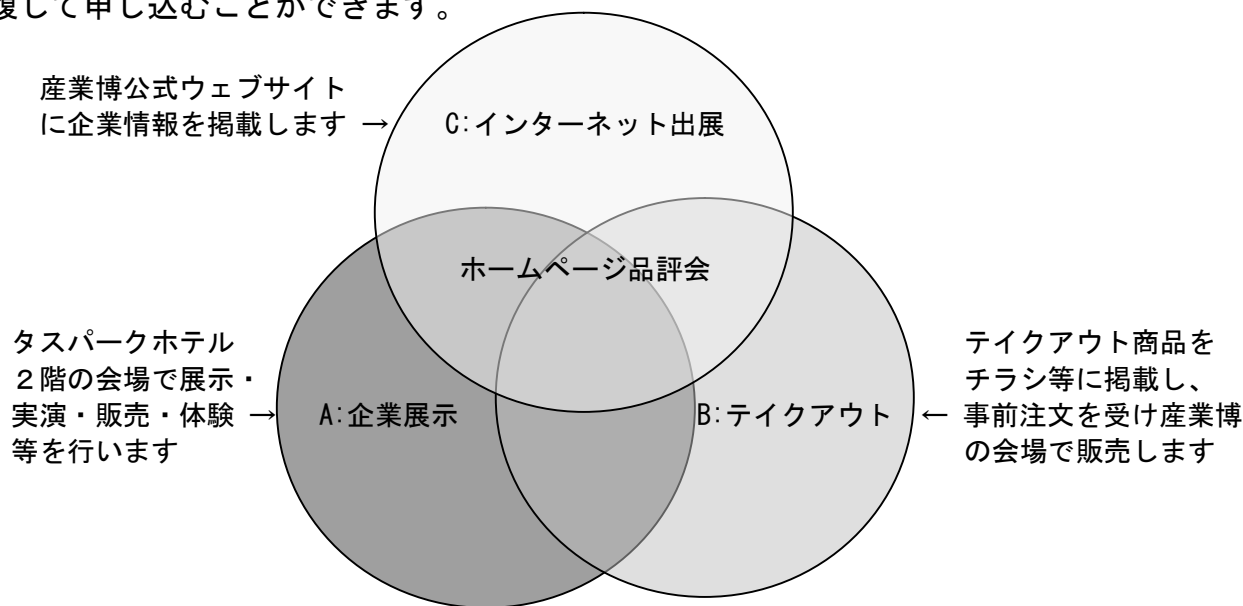 複して申し込むことができます。
産業博公式ウェブサイト
に企業情報を掲載します →
C:インターネット出展
ホームページ品評会
タスパークホテル
２階の会場で展示・
実演・販売・体験 →
等を行います
A:企業展示
B:テイクアウト
テイクアウト商品を
チラシ等に掲載し、
← 事前注文を受け産業博
の会場で販売します